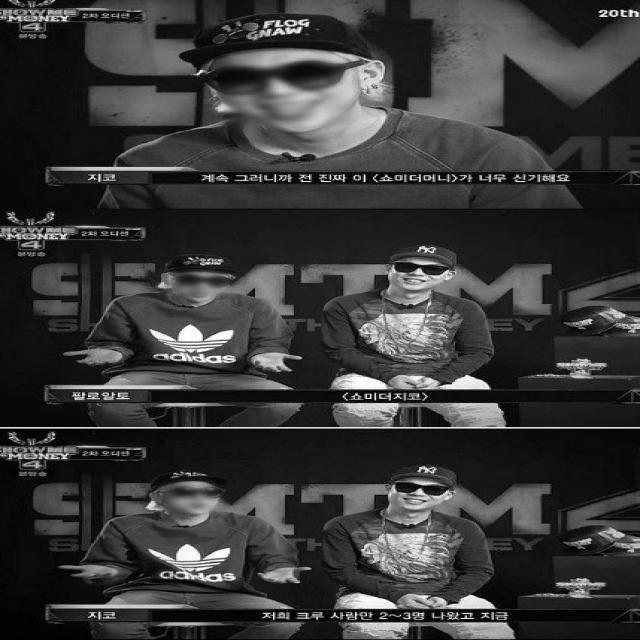 SHOW ME
THE MONEY
4
2차 오디션
본방송
20th
FLOG
GNAW
지코
계속 그러니까 전 진짜 이 <쇼미더머니>가 너무 신기해요
SHOW ME
THE MONEY
4
2차 오디션
본방송
SMTM4
adidas
NY
팔로알토
<쇼미더지코>
SHOW ME
THE MONEY
4
2차 오디션
본방송
SMTM4
adidas
NY
지코
저희 크루 사람만 2~3명 나왔고 지금